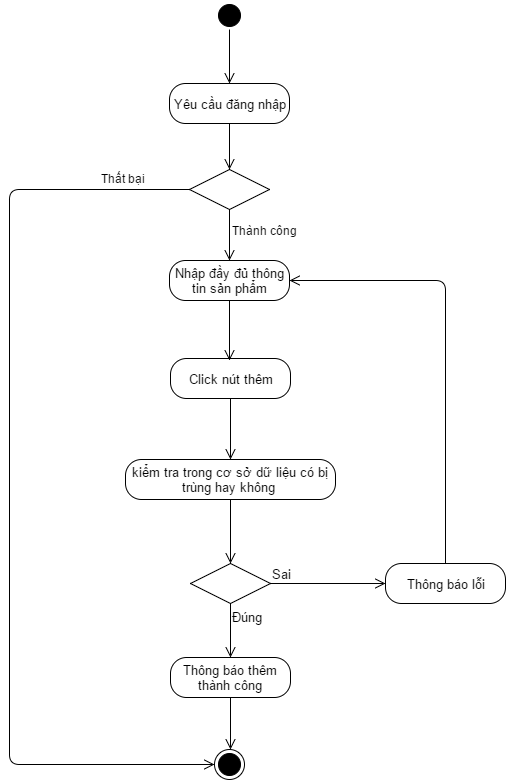 Yêu cầu đăng nhập
Thất bại
Thành công
Nhập đầy đủ thông
tin sản phẩm
Click nút thêm
kiểm tra trong cơ sở dữ liệu có bị
trùng hay không
Sai
Thông báo lỗi
Đúng
Thông báo thêm
thành công